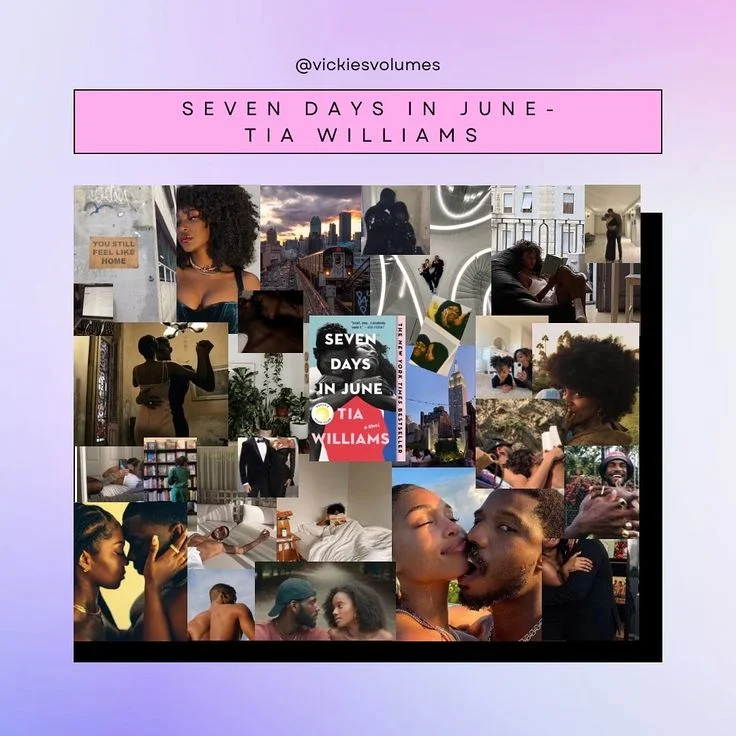 @vickiesvolumes
SEVEN DAYS IN JUNE-
TIA WILLIAMS
YOU STILL
FEEL LIKE
HOME
SEVEN
DAYS
IN JUNE
TIA
a novel
WILLIAMS
THE NEW YORK TIMES BESTSELLER